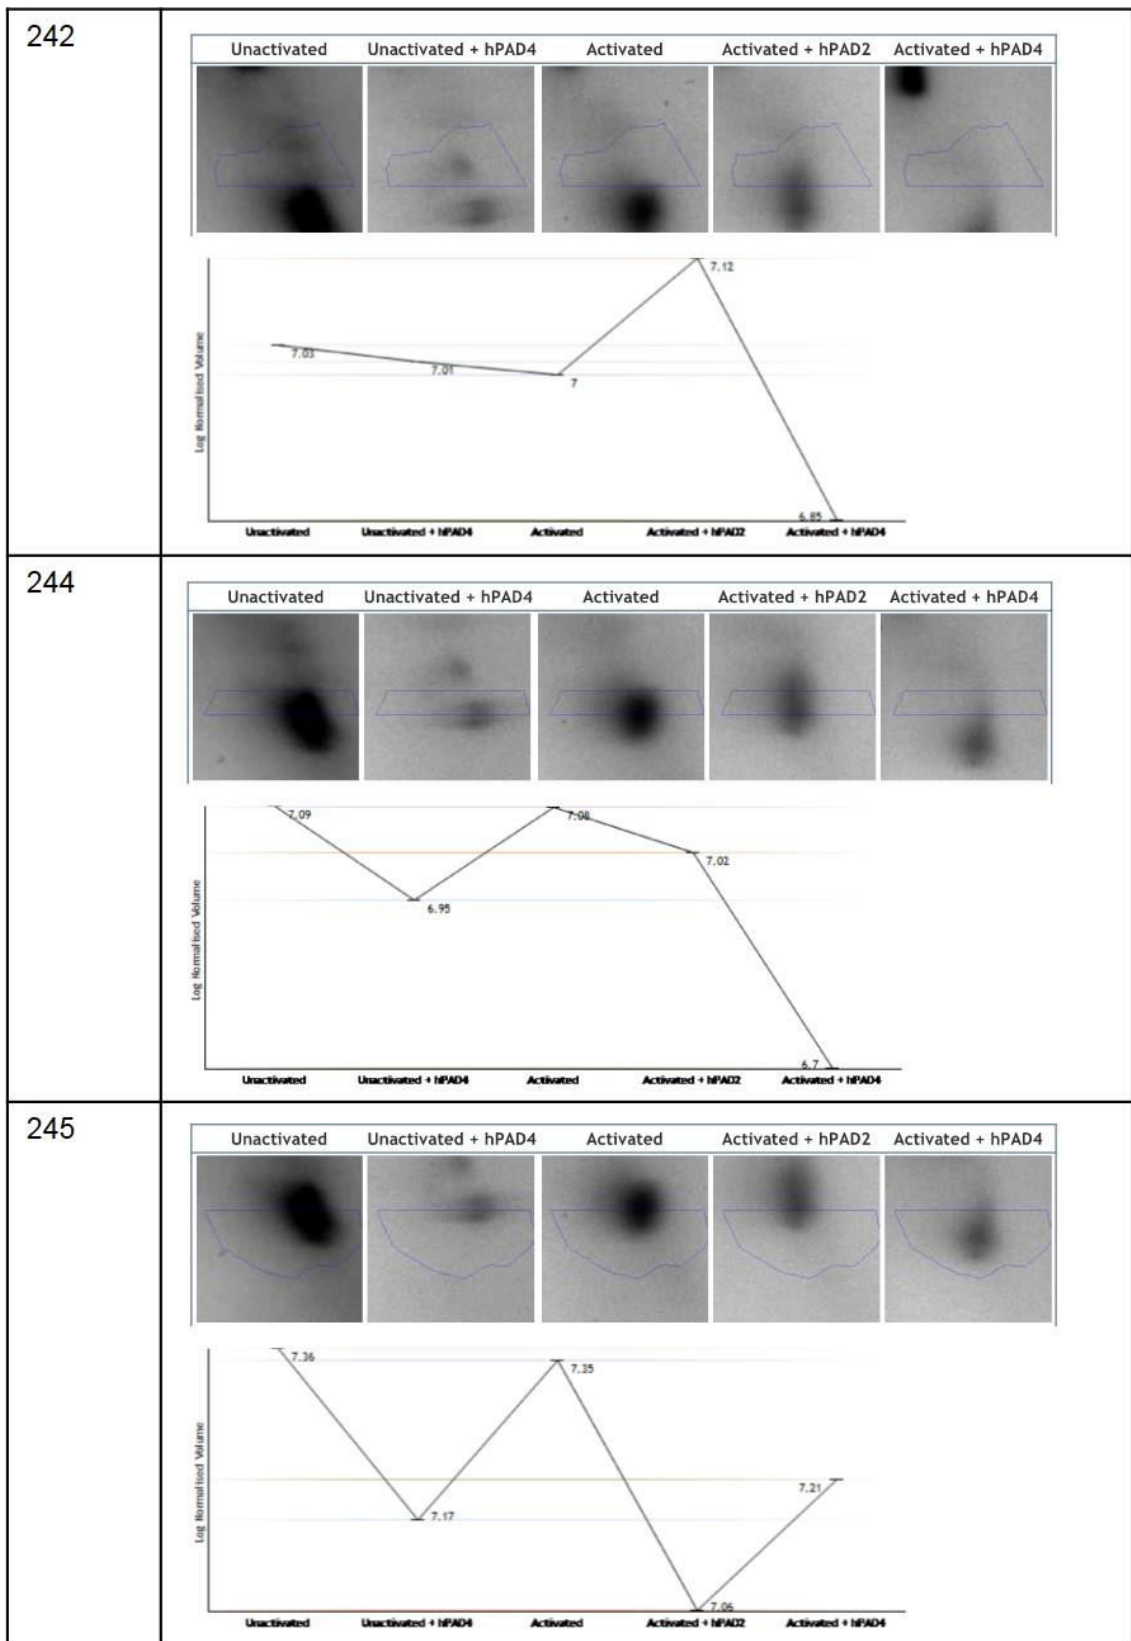 242
Unactivated Unactivated + hPAD4 Activated Activated + hPAD2 Activated + hPAD4
Log Normalised Volume
7.03
7.01
7
7.12
6.85
Unactivated Unactivated + hPAD4 Activated Activated + hPAD2 Activated + hPAD4
244
Unactivated Unactivated + hPAD4 Activated Activated + hPAD2 Activated + hPAD4
Log Normalised Volume
7.09
6.95
7.08
7.02
6.7
Unactivated Unactivated + hPAD4 Activated Activated + hPAD2 Activated + hPAD4
245
Unactivated Unactivated + hPAD4 Activated Activated + hPAD2 Activated + hPAD4
Log Normalised Volume
7.36
7.17
7.35
7.06
7.21
Unactivated Unactivated + hPAD4 Activated Activated + hPAD2 Activated + hPAD4